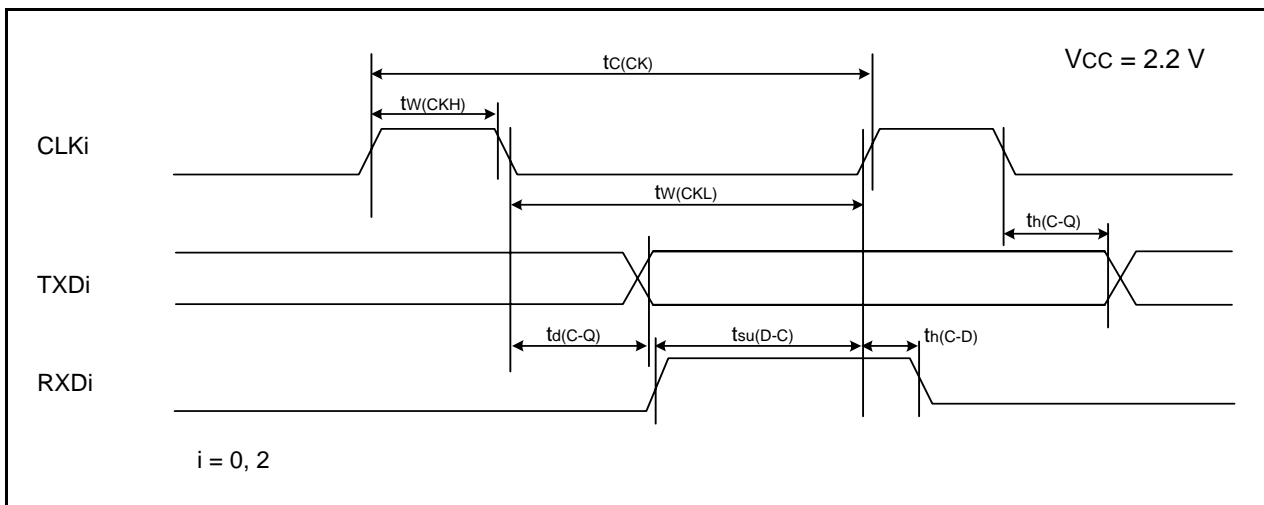 tC(CK)
VCC = 2.2 V
tW(CKH)
CLKi
tW(CKL)
th(C-Q)
TXDi
td(C-Q)
tsu(D-C)
th(C-D)
RXDi
i = 0, 2